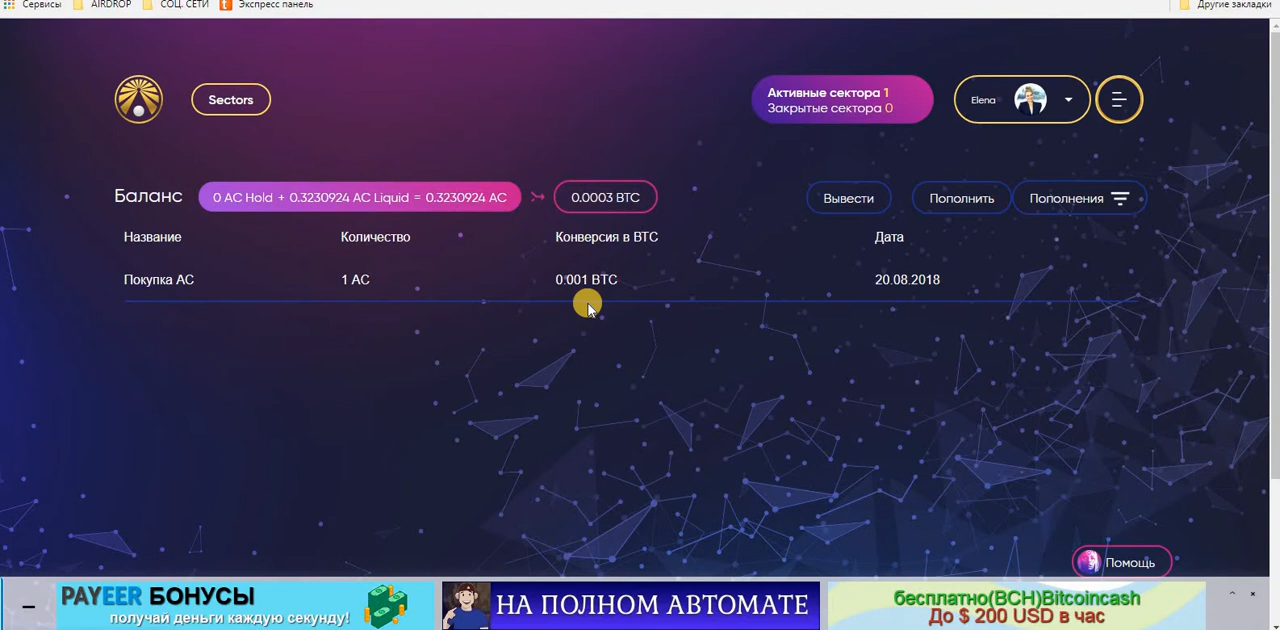 Сервисы AIRDROP СОЦ. СЕТИ Экспресс панель Другие закладки
Sectors
Активные сектора 1
Закрытые сектора 0
Elena
Баланс 0 AC Hold + 0.3230924 AC Liquid = 0.3230924 AC 0.0003 BTC Вывести Пополнить Пополнения
Название Количество Конверсия в BTC Дата
Покупка AC 1 AC 0.001 BTC 20.08.2018
Помощь
PAYEER БОНУСЫ
получай деньги каждую секунду!
НА ПОЛНОМ АВТОМАТЕ
бесплатно(BCH)Bitcoincash
До $ 200 USD в час